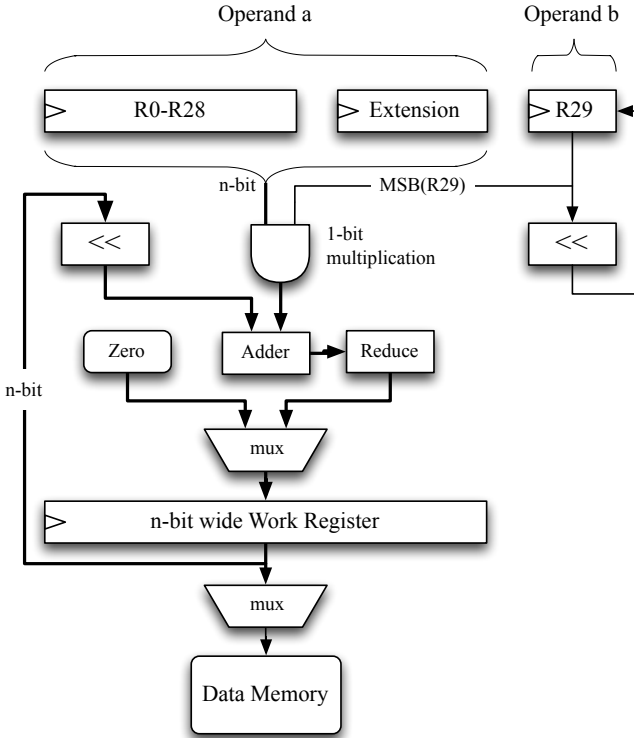 Operand a
Operand b
R0-R28
Extension
R29
n-bit
MSB(R29)
<<
1-bit
multiplication
<<
Zero
Adder
Reduce
n-bit
mux
n-bit wide Work Register
mux
Data Memory